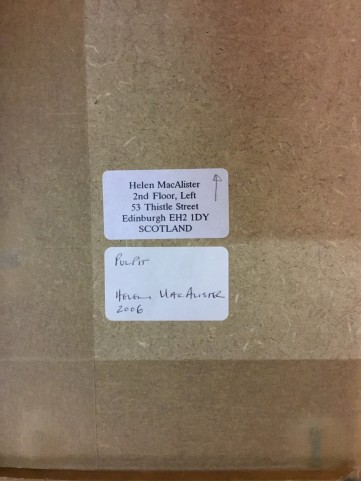 Helen MacAlister
2nd Floor, Left
53 Thistle Street
Edinburgh EH2 1DY
SCOTLAND
PULPIT
HELEN MACALISTER
2006